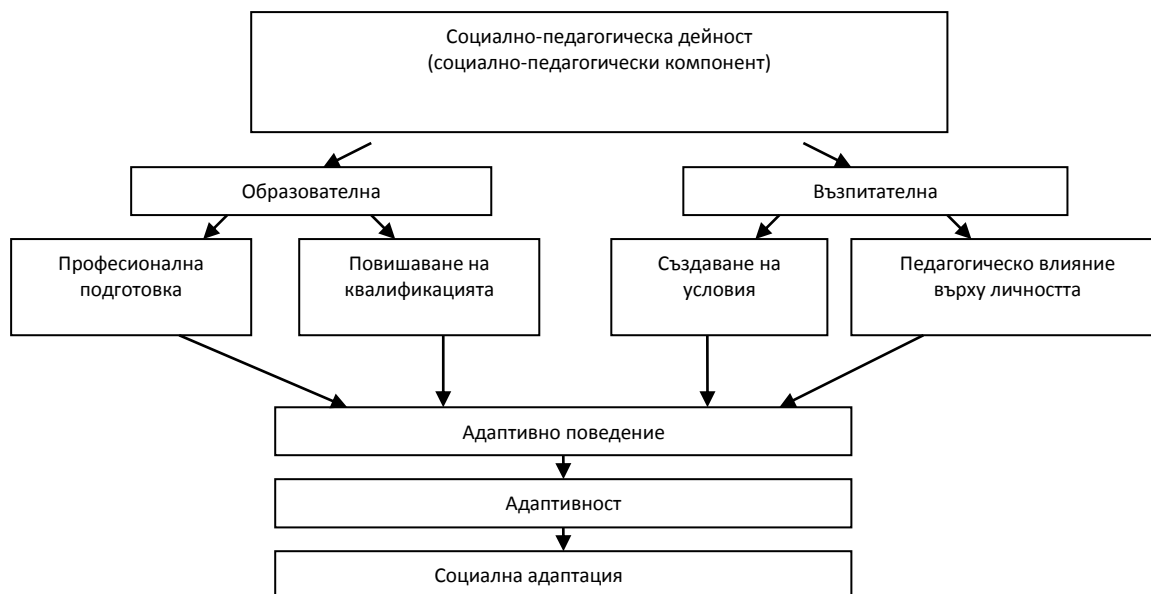 Социално-педагогическа дейност
(социално-педагогически компонент)
Образователна
Възпитателна
Професионална
подготовка
Повишаване на
квалификацията
Създаване на
условия
Педагогическо влияние
върху личността
Адаптивно поведение
Адаптивност
Социална адаптация